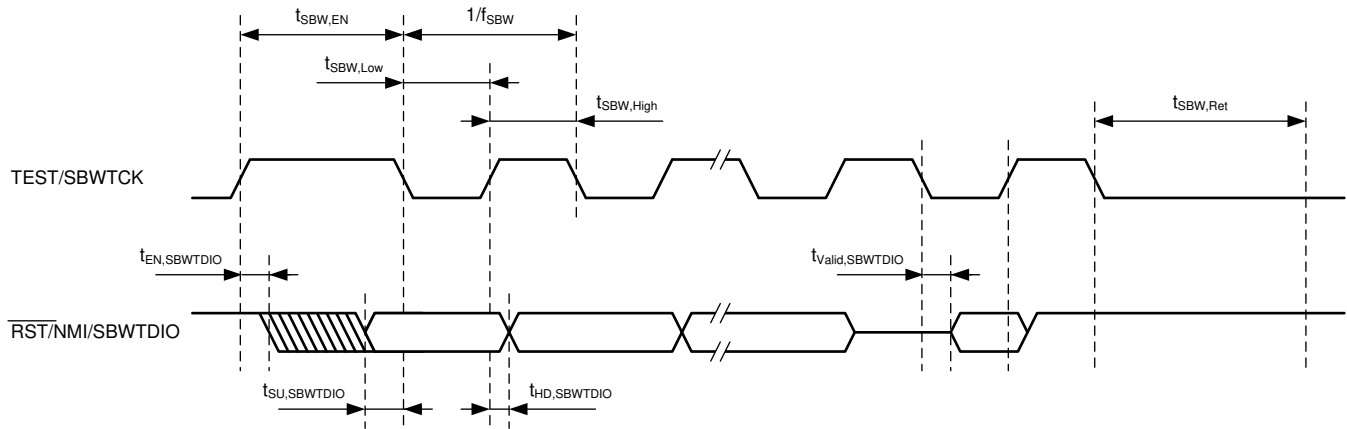 tSBW,EN 1/fSBW
tSBW,Low
tSBW,High tSBW,Ret
TEST/SBWTCK
tEN,SBWTDIO tValid,SBWTDIO
RST/NMI/SBWTDIO
tSU,SBWTDIO tHD,SBWTDIO